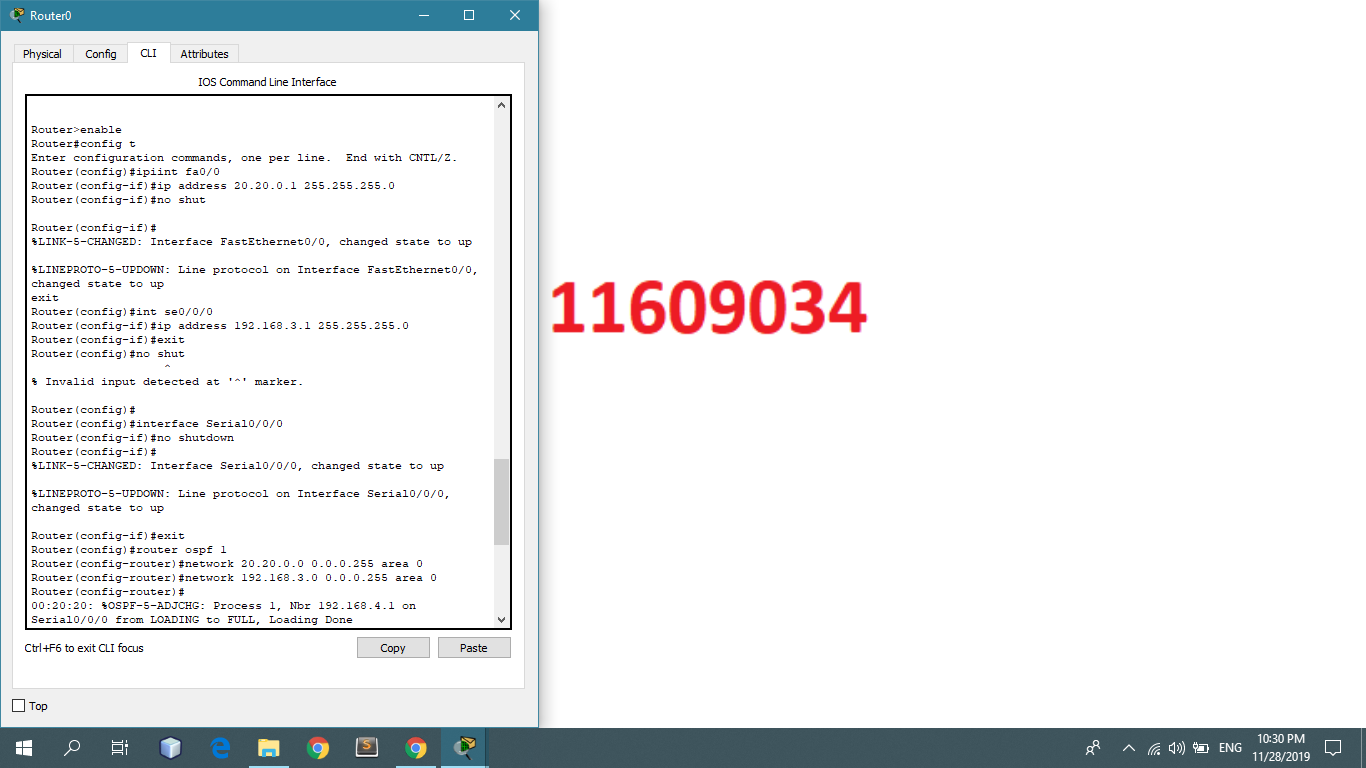 Router0
Physical Config CLI Attributes
IOS Command Line Interface
Router>enable
Router#config t
Enter configuration commands, one per line.  End with CNTL/Z.
Router(config)#ipiint fa0/0
Router(config-if)#ip address 20.20.0.1 255.255.255.0
Router(config-if)#no shut
Router(config-if)#
%LINK-5-CHANGED: Interface FastEthernet0/0, changed state to up
%LINEPROTO-5-UPDOWN: Line protocol on Interface FastEthernet0/0,
changed state to up
exit
Router(config)#int se0/0/0
Router(config-if)#ip address 192.168.3.1 255.255.255.0
Router(config-if)#exit
Router(config)#no shut
^
% Invalid input detected at '^' marker.
Router(config)#
Router(config)#interface Serial0/0/0
Router(config-if)#no shutdown
Router(config-if)#
%LINK-5-CHANGED: Interface Serial0/0/0, changed state to up
%LINEPROTO-5-UPDOWN: Line protocol on Interface Serial0/0/0,
changed state to up
Router(config-if)#exit
Router(config)#router ospf 1
Router(config-router)#network 20.20.0.0 0.0.0.255 area 0
Router(config-router)#network 192.168.3.0 0.0.0.255 area 0
Router(config-router)#
00:20:20: %OSPF-5-ADJCHG: Process 1, Nbr 192.168.4.1 on
Serial0/0/0 from LOADING to FULL, Loading Done
Ctrl+F6 to exit CLI focus
Copy
Paste
Top
11609034
ENG
10:30 PM
11/28/2019